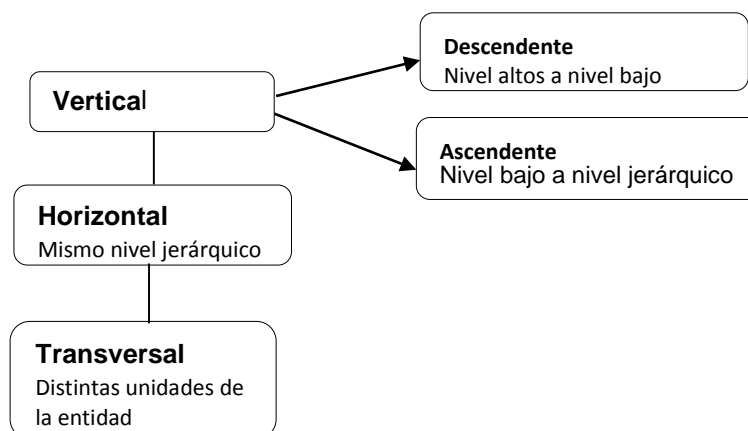 Descendente
Nivel altos a nivel bajo
Vertical
Ascendente
Nivel bajo a nivel jerárquico
Horizontal
Mismo nivel jerárquico
Transversal
Distintas unidades de
la entidad